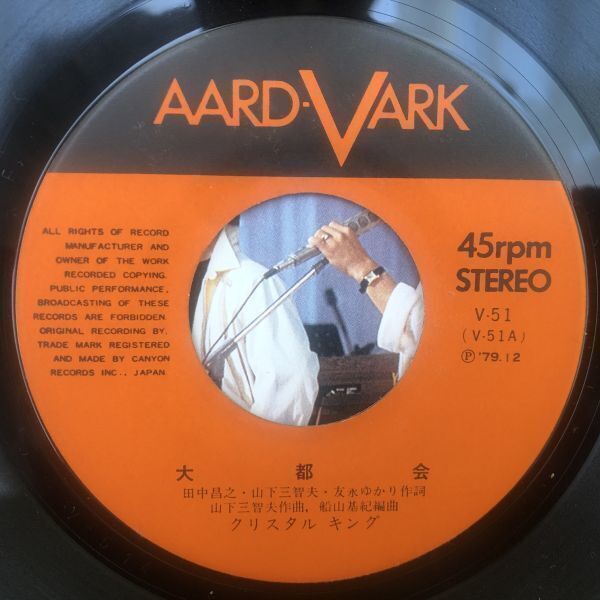 AARD-VARK
ALL RIGHTS OF RECORD
MANUFACTURER AND
OWNER OF THE WORK
RECORDED COPYING.
PUBLIC PERFORMANCE,
BROADCASTING OF THESE
RECORDS ARE FORBIDDEN.
ORIGINAL RECORDING BY.
TRADE MARK REGISTERED
AND MADE BY CANYON
RECORDS INC., JAPAN.
45rpm
STEREO
V-51
(V-51A)
Ⓟ '79.12
大都会
田中昌之・山下三智夫・友永ゆかり作詞
山下三智夫作曲, 船山基紀編曲
クリスタル キング